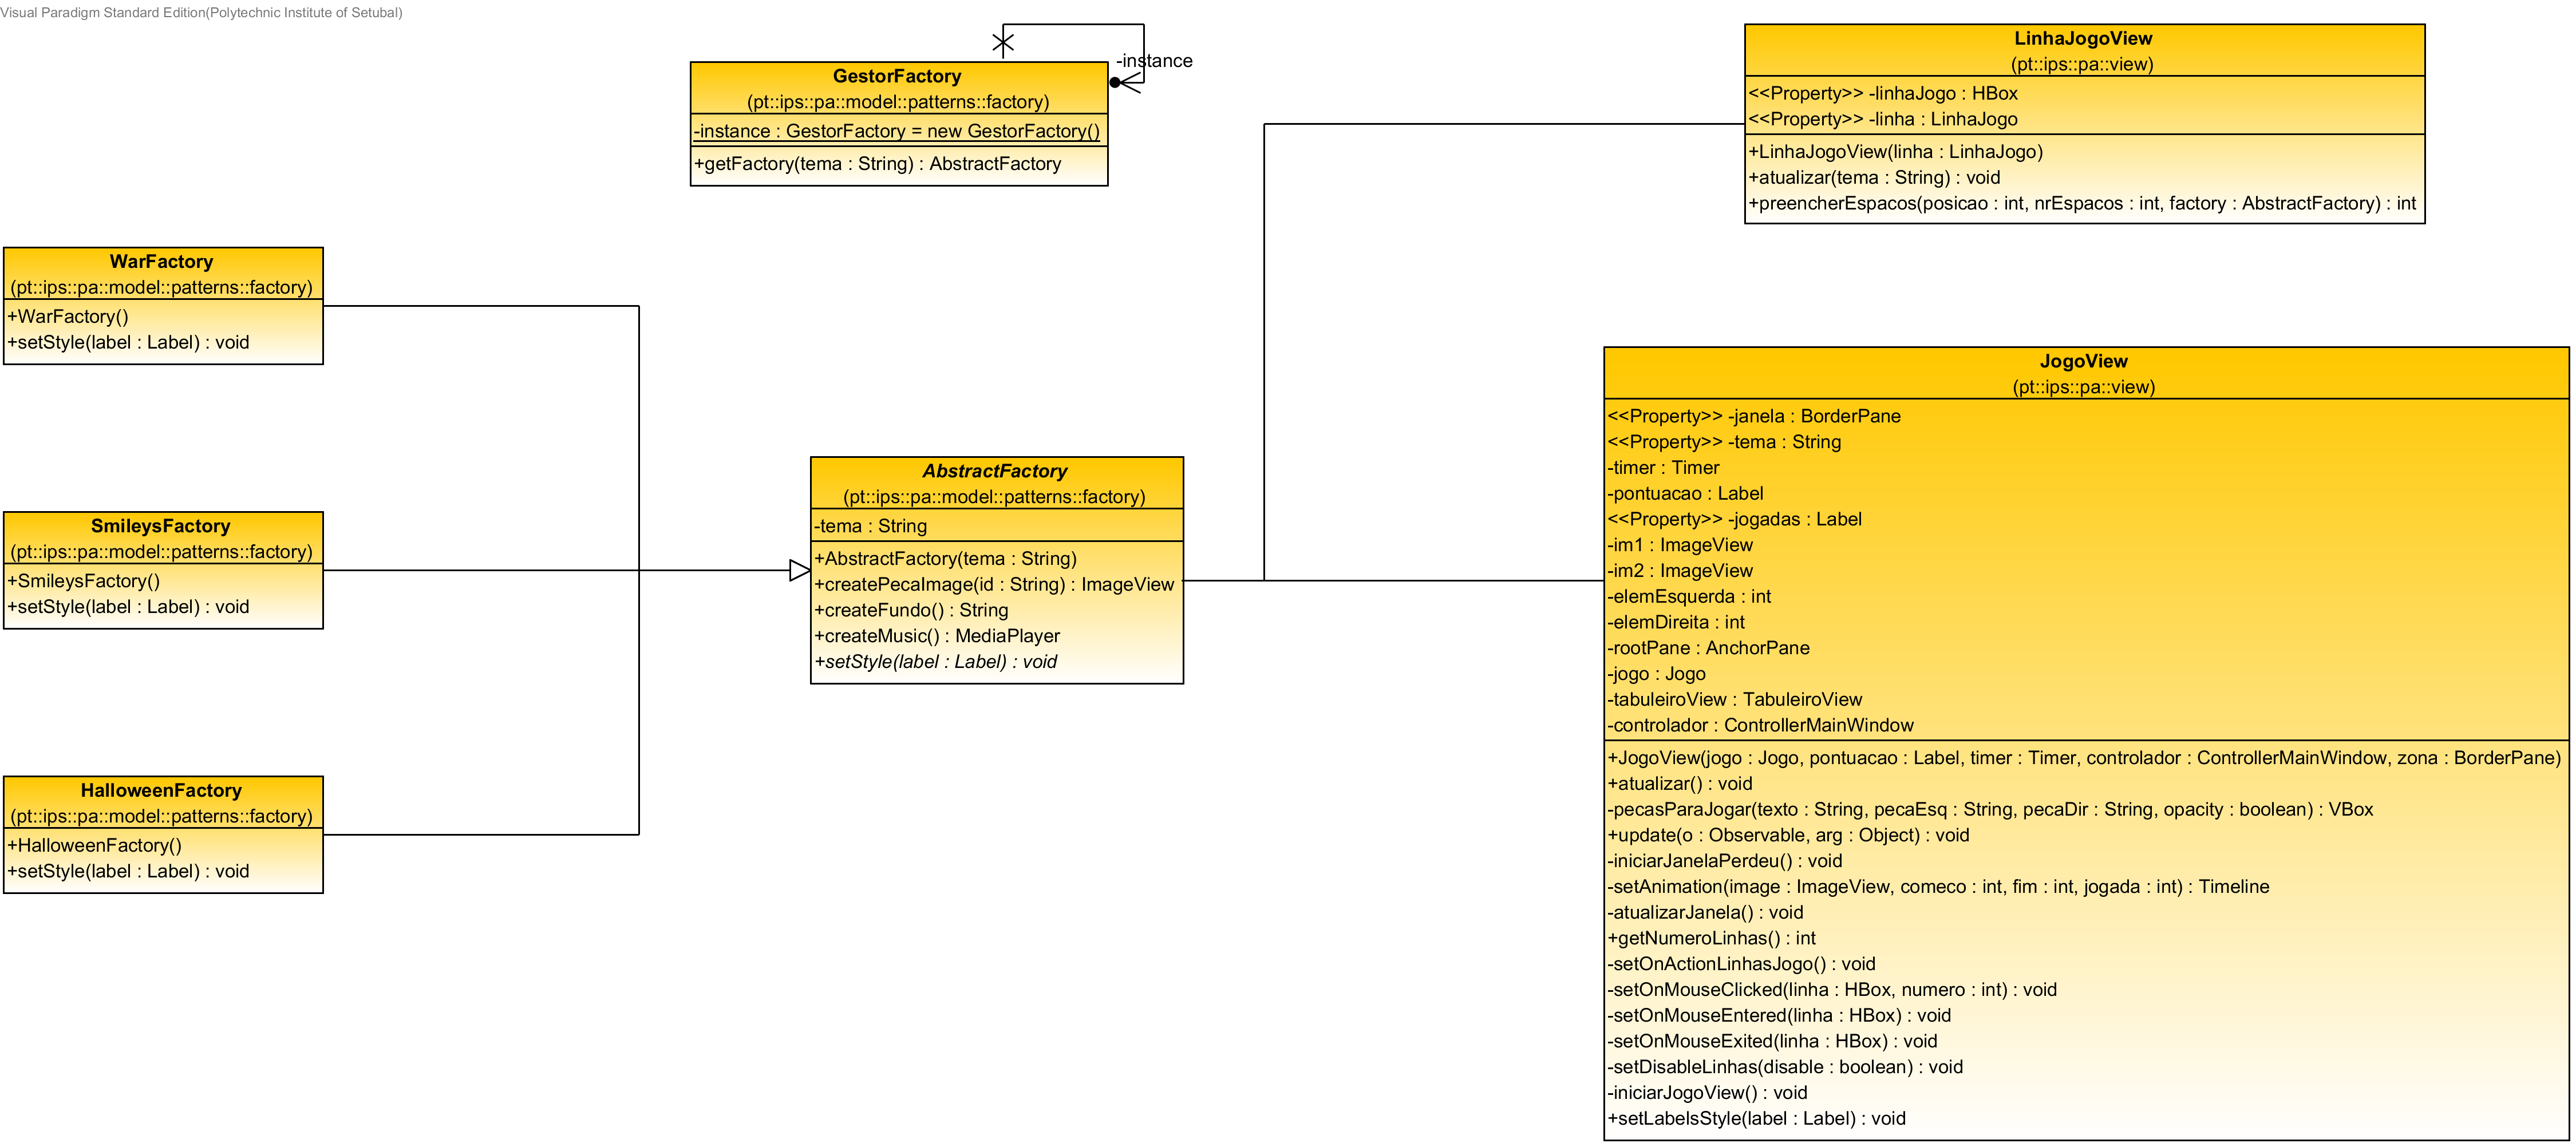 Visual Paradigm Standard Edition(Polytechnic Institute of Setubal)
-instance
GestorFactory
(pt::ips::pa::model::patterns::factory)
-instance : GestorFactory = new GestorFactory()
+getFactory(tema : String) : AbstractFactory
LinhaJogoView
(pt::ips::pa::view)
<<Property>> -linhaJogo : HBox
<<Property>> -linha : LinhaJogo
+LinhaJogoView(linha : LinhaJogo)
+atualizar(tema : String) : void
+preencherEspacos(posicao : int, nrEspacos : int, factory : AbstractFactory) : int
WarFactory
(pt::ips::pa::model::patterns::factory)
+WarFactory()
+setStyle(label : Label) : void
SmileysFactory
(pt::ips::pa::model::patterns::factory)
+SmileysFactory()
+setStyle(label : Label) : void
HalloweenFactory
(pt::ips::pa::model::patterns::factory)
+HalloweenFactory()
+setStyle(label : Label) : void
AbstractFactory
(pt::ips::pa::model::patterns::factory)
-tema : String
+AbstractFactory(tema : String)
+createPecaImage(id : String) : ImageView
+createFundo() : String
+createMusic() : MediaPlayer
+setStyle(label : Label) : void
JogoView
(pt::ips::pa::view)
<<Property>> -janela : BorderPane
<<Property>> -tema : String
-timer : Timer
-pontuacao : Label
<<Property>> -jogadas : Label
-im1 : ImageView
-im2 : ImageView
-elemEsquerda : int
-elemDireita : int
-rootPane : AnchorPane
-jogo : Jogo
-tabuleiroView : TabuleiroView
-controlador : ControllerMainWindow
+JogoView(jogo : Jogo, pontuacao : Label, timer : Timer, controlador : ControllerMainWindow, zona : BorderPane)
+atualizar() : void
-pecasParaJogar(texto : String, pecaEsq : String, pecaDir : String, opacity : boolean) : VBox
+update(o : Observable, arg : Object) : void
-iniciarJanelaPerdeu() : void
-setAnimation(image : ImageView, comeco : int, fim : int, jogada : int) : Timeline
-atualizarJanela() : void
+getNumeroLinhas() : int
-setOnActionLinhasJogo() : void
-setOnMouseClicked(linha : HBox, numero : int) : void
-setOnMouseEntered(linha : HBox) : void
-setOnMouseExited(linha : HBox) : void
-setDisableLinhas(disable : boolean) : void
-iniciarJogoView() : void
+setLabelsStyle(label : Label) : void